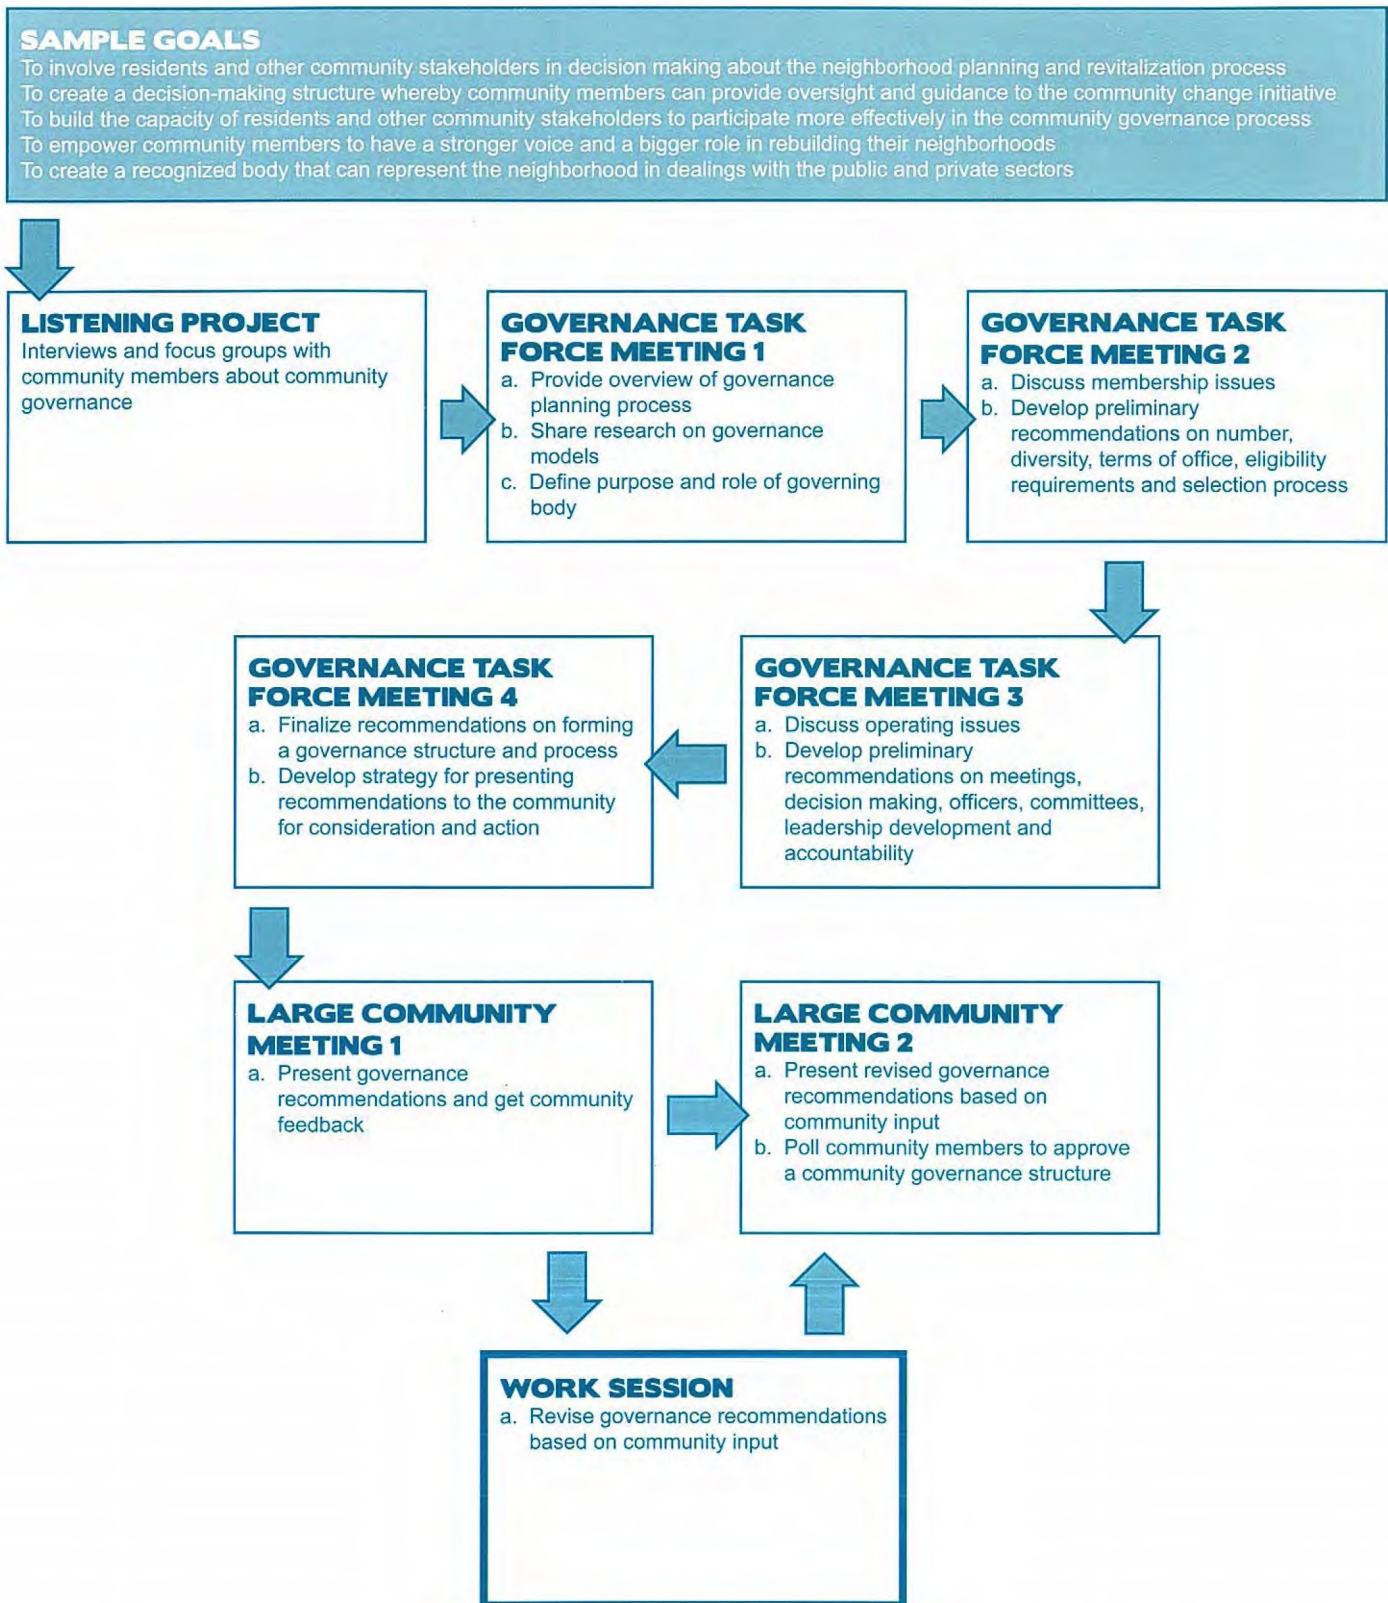 SAMPLE GOALS
To involve residents and other community stakeholders in decision making about the neighborhood planning and revitalization process
To create a decision-making structure whereby community members can provide oversight and guidance to the community change initiative
To build the capacity of residents and other community stakeholders to participate more effectively in the community governance process
To empower community members to have a stronger voice and a bigger role in rebuilding their neighborhoods
To create a recognized body that can represent the neighborhood in dealings with the public and private sectors
LISTENING PROJECT
Interviews and focus groups with
community members about community
governance
GOVERNANCE TASK
FORCE MEETING 1
a. Provide overview of governance
planning process
b. Share research on governance
models
c. Define purpose and role of governing
body
GOVERNANCE TASK
FORCE MEETING 2
a. Discuss membership issues
b. Develop preliminary
recommendations on number,
diversity, terms of office, eligibility
requirements and selection process
GOVERNANCE TASK
FORCE MEETING 3
a. Discuss operating issues
b. Develop preliminary
recommendations on meetings,
decision making, officers, committees,
leadership development and
accountability
GOVERNANCE TASK
FORCE MEETING 4
a. Finalize recommendations on forming
a governance structure and process
b. Develop strategy for presenting
recommendations to the community
for consideration and action
LARGE COMMUNITY
MEETING 1
a. Present governance
recommendations and get community
feedback
LARGE COMMUNITY
MEETING 2
a. Present revised governance
recommendations based on
community input
b. Poll community members to approve
a community governance structure
WORK SESSION
a. Revise governance recommendations
based on community input